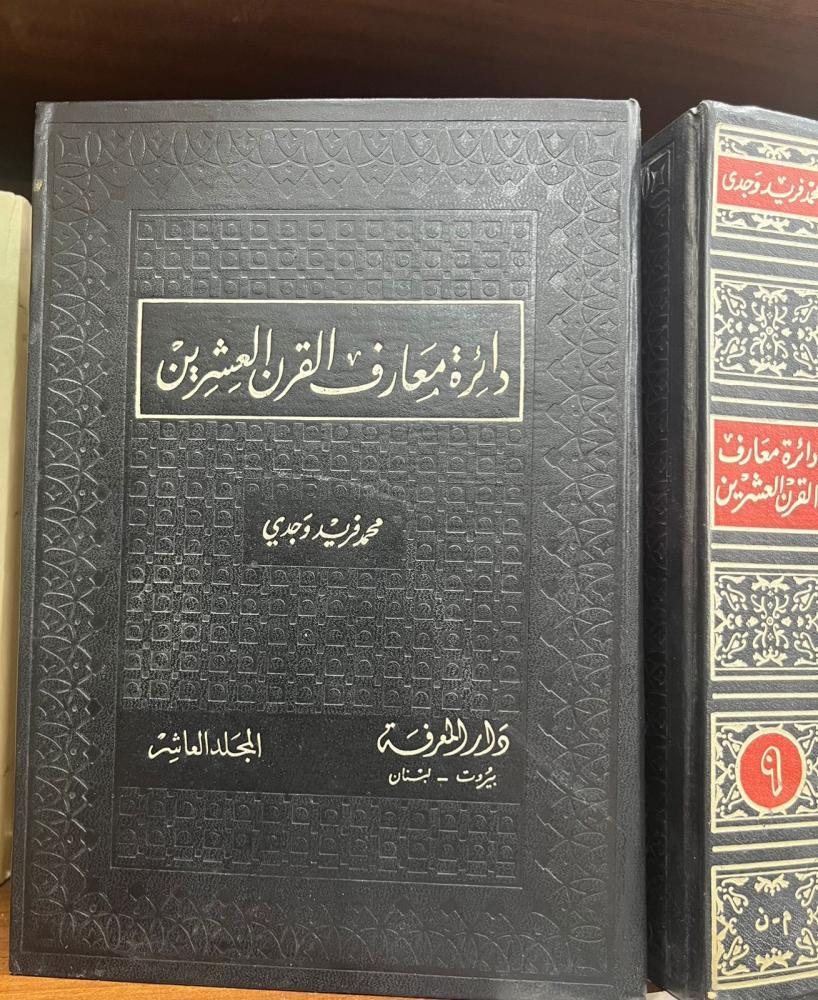 دائرة معارف القرن العشرين
محمد فريد وجدي
دار المعرفة
بيروت - لبنان
المجلد العاشر
محمد فريد وجدى
دائرة معارف
القرن العشرين
٩
م - ن